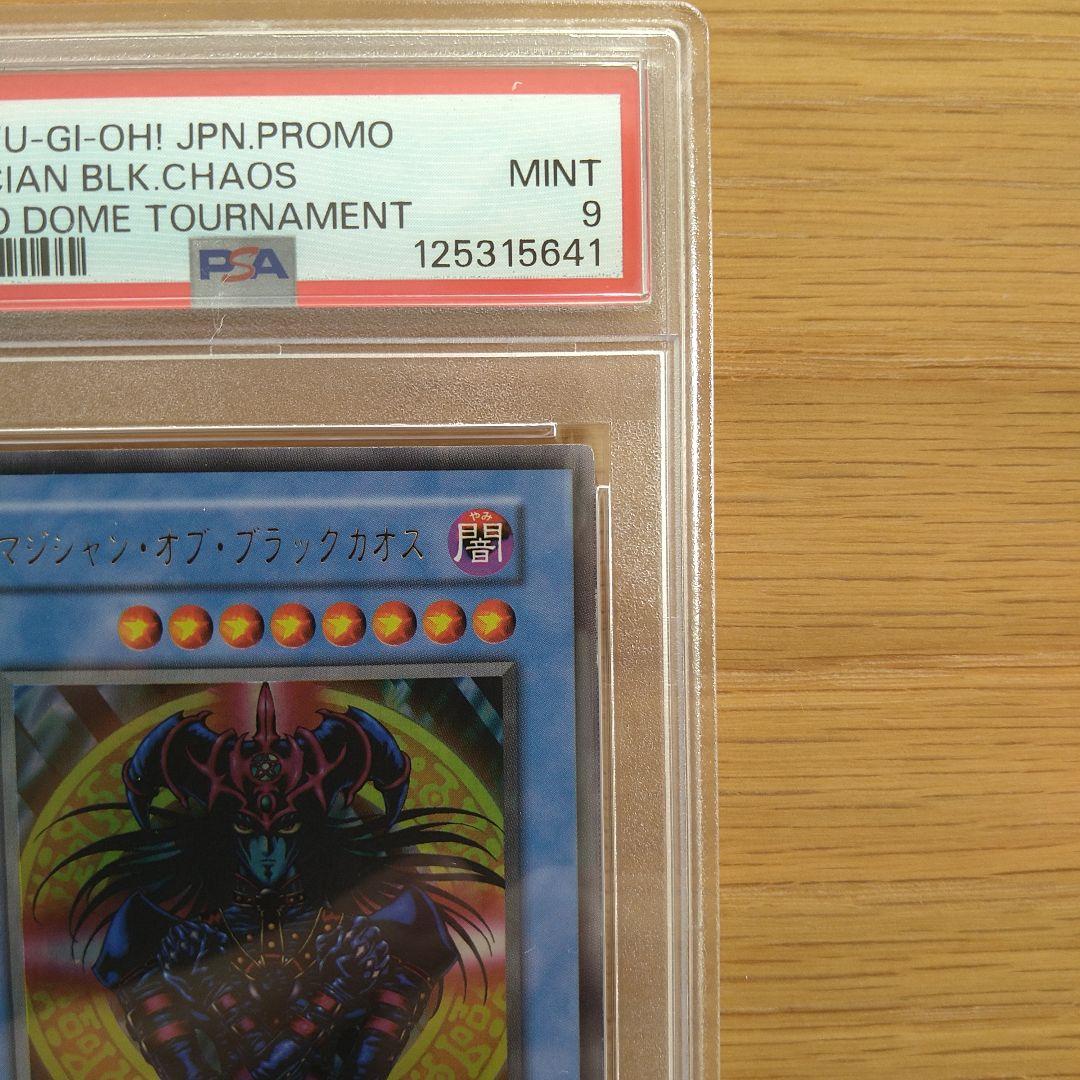 U-GI-OH! JPN.PROMO
CIAN BLK.CHAOS
MINT
O DOME TOURNAMENT
9
PSA
125315641
マジシャン・オブ・ブラックカオス
やみ
闇